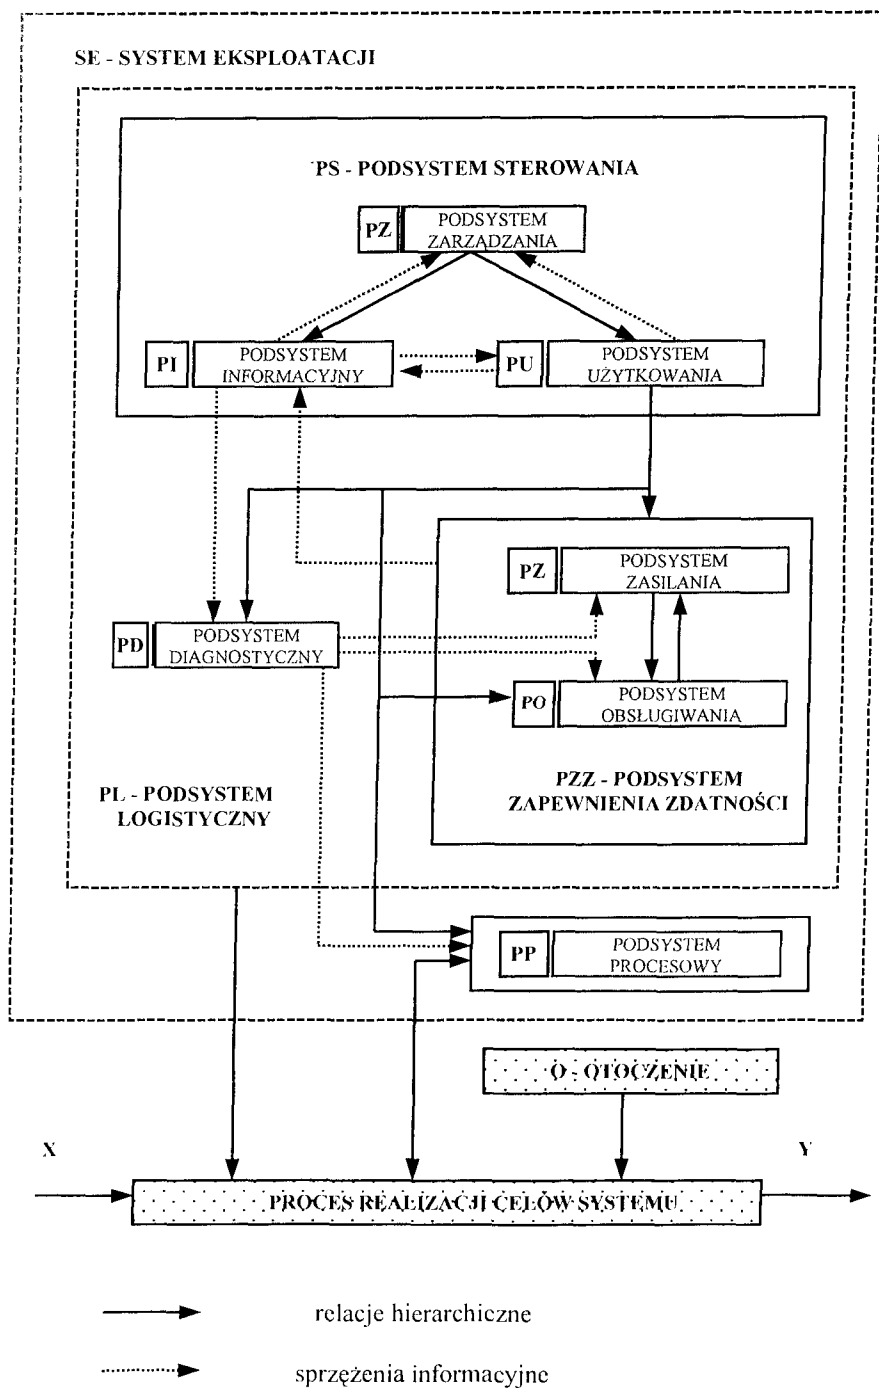 SE - SYSTEM EKSPLOATACJI
PS - PODSYSTEM STEROWANIA
PZ
PODSYSTEM
ZARZĄDZANIA
PI
PODSYSTEM
INFORMACYJNY
PU
PODSYSTEM
UŻYTKOWANIA
PZ
PODSYSTEM
ZASILANIA
PD
PODSYSTEM
DIAGNOSTYCZNY
PO
PODSYSTEM
OBSŁUGIWANIA
PL - PODSYSTEM
LOGISTYCZNY
PZZ - PODSYSTEM
ZAPEWNIENIA ZDATNOŚCI
PP
PODSYSTEM
PROCESOWY
O - OTOCZENIE
X
Y
PROCES REALIZACJI CELÓW SYSTEMU
relacje hierarchiczne
sprzężenia informacyjne